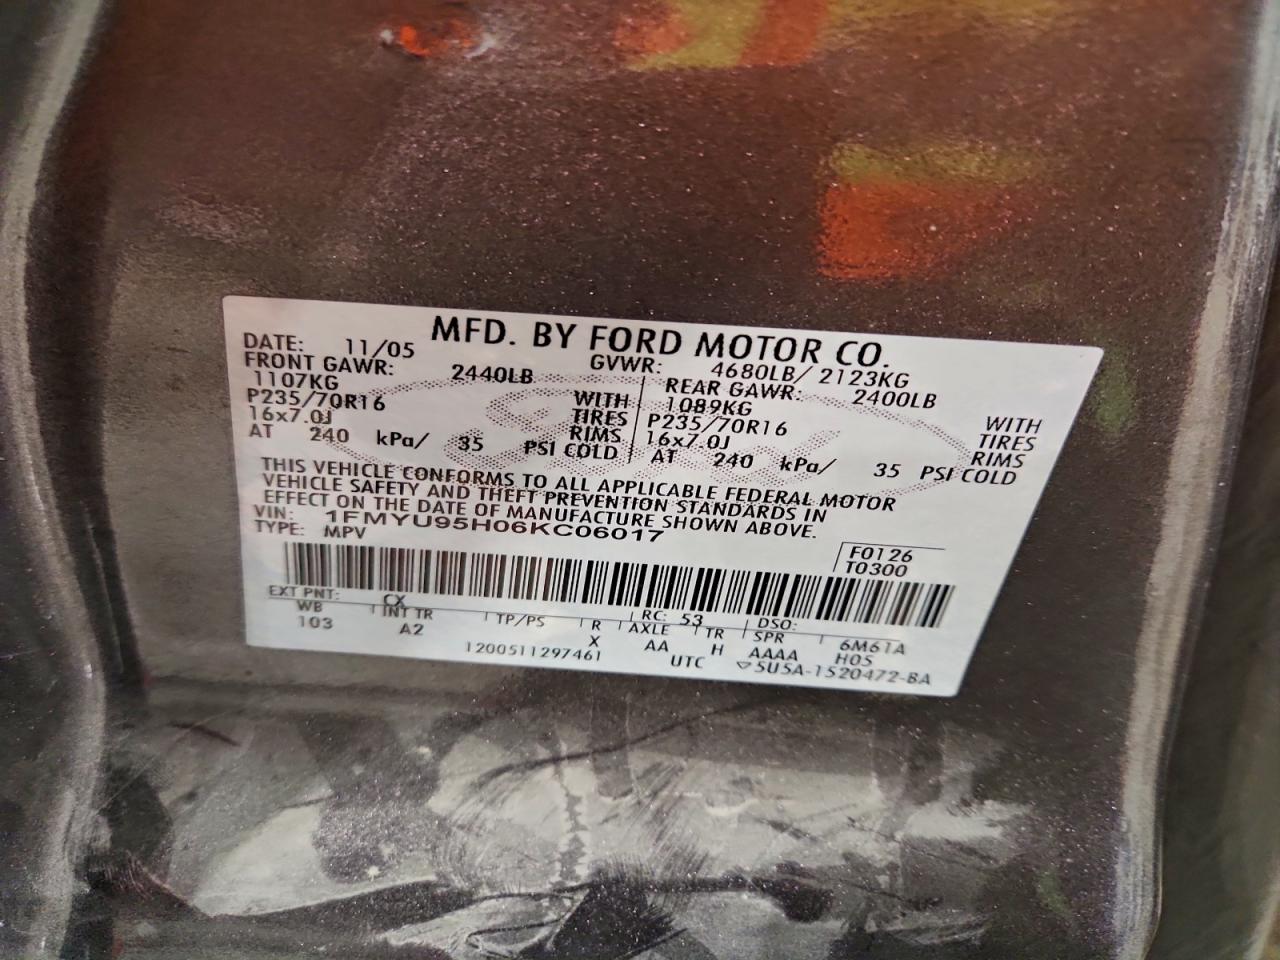 MFD. BY FORD MOTOR CO.
DATE: 11/05 GVWR: 4680LB/ 2123KG
FRONT GAWR: 2440LB REAR GAWR: 2400LB
1107KG WITH 1089KG WITH
P235/70R16 TIRES P235/70R16 TIRES
16x7.0J RIMS 16x7.0J RIMS
AT 240 kPa/ 35 PSI COLD AT 240 kPa/ 35 PSI COLD
THIS VEHICLE CONFORMS TO ALL APPLICABLE FEDERAL MOTOR
VEHICLE SAFETY AND THEFT PREVENTION STANDARDS IN
EFFECT ON THE DATE OF MANUFACTURE SHOWN ABOVE.
VIN: 1FMYU95H06KC06017
TYPE: MPV
F0126
T0300
EXT PNT: CX RC: 53 DSO:
WB INT TR TP/PS R AXLE TR SPR 6M61A
103 A2 X AA H AAAA H05
1200511297461 UTC ▽5U5A-1520472-BA